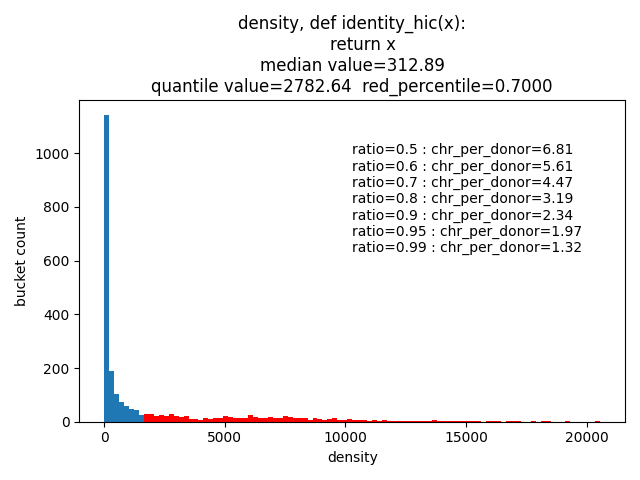 density, def identity_hic(x):
return x
median value=312.89
quantile value=2782.64 red_percentile=0.7000
ratio=0.5 : chr_per_donor=6.81
ratio=0.6 : chr_per_donor=5.61
ratio=0.7 : chr_per_donor=4.47
ratio=0.8 : chr_per_donor=3.19
ratio=0.9 : chr_per_donor=2.34
ratio=0.95 : chr_per_donor=1.97
ratio=0.99 : chr_per_donor=1.32
bucket count
1000
800
600
400
200
0
0 5000 10000 15000 20000
density